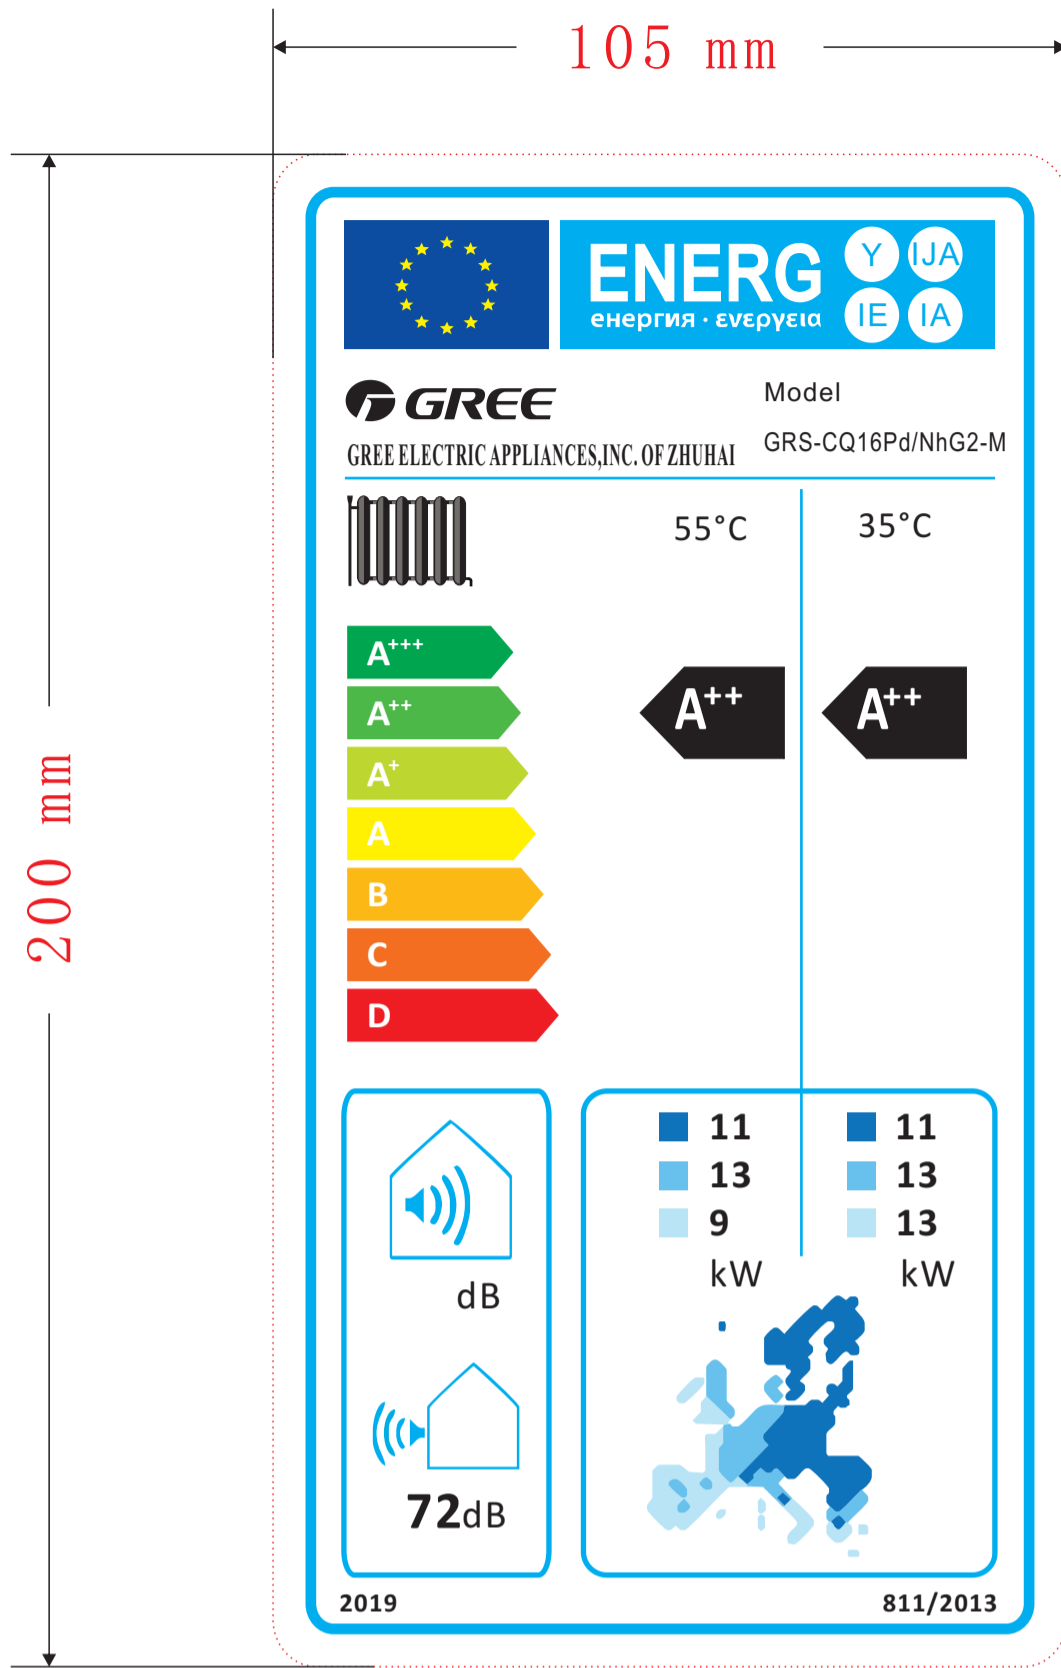 105 mm
200 mm
ENERG
енергия · ενεργεια
Y
IJA
IE
IA
GREE
GREE ELECTRIC APPLIANCES,INC. OF ZHUHAI
Model
GRS-CQ16Pd/NhG2-M
55°C
35°C
A+++
A++
A+
A
B
C
D
A++
A++
11
13
9
kW
11
13
13
kW
dB
72dB
2019
811/2013